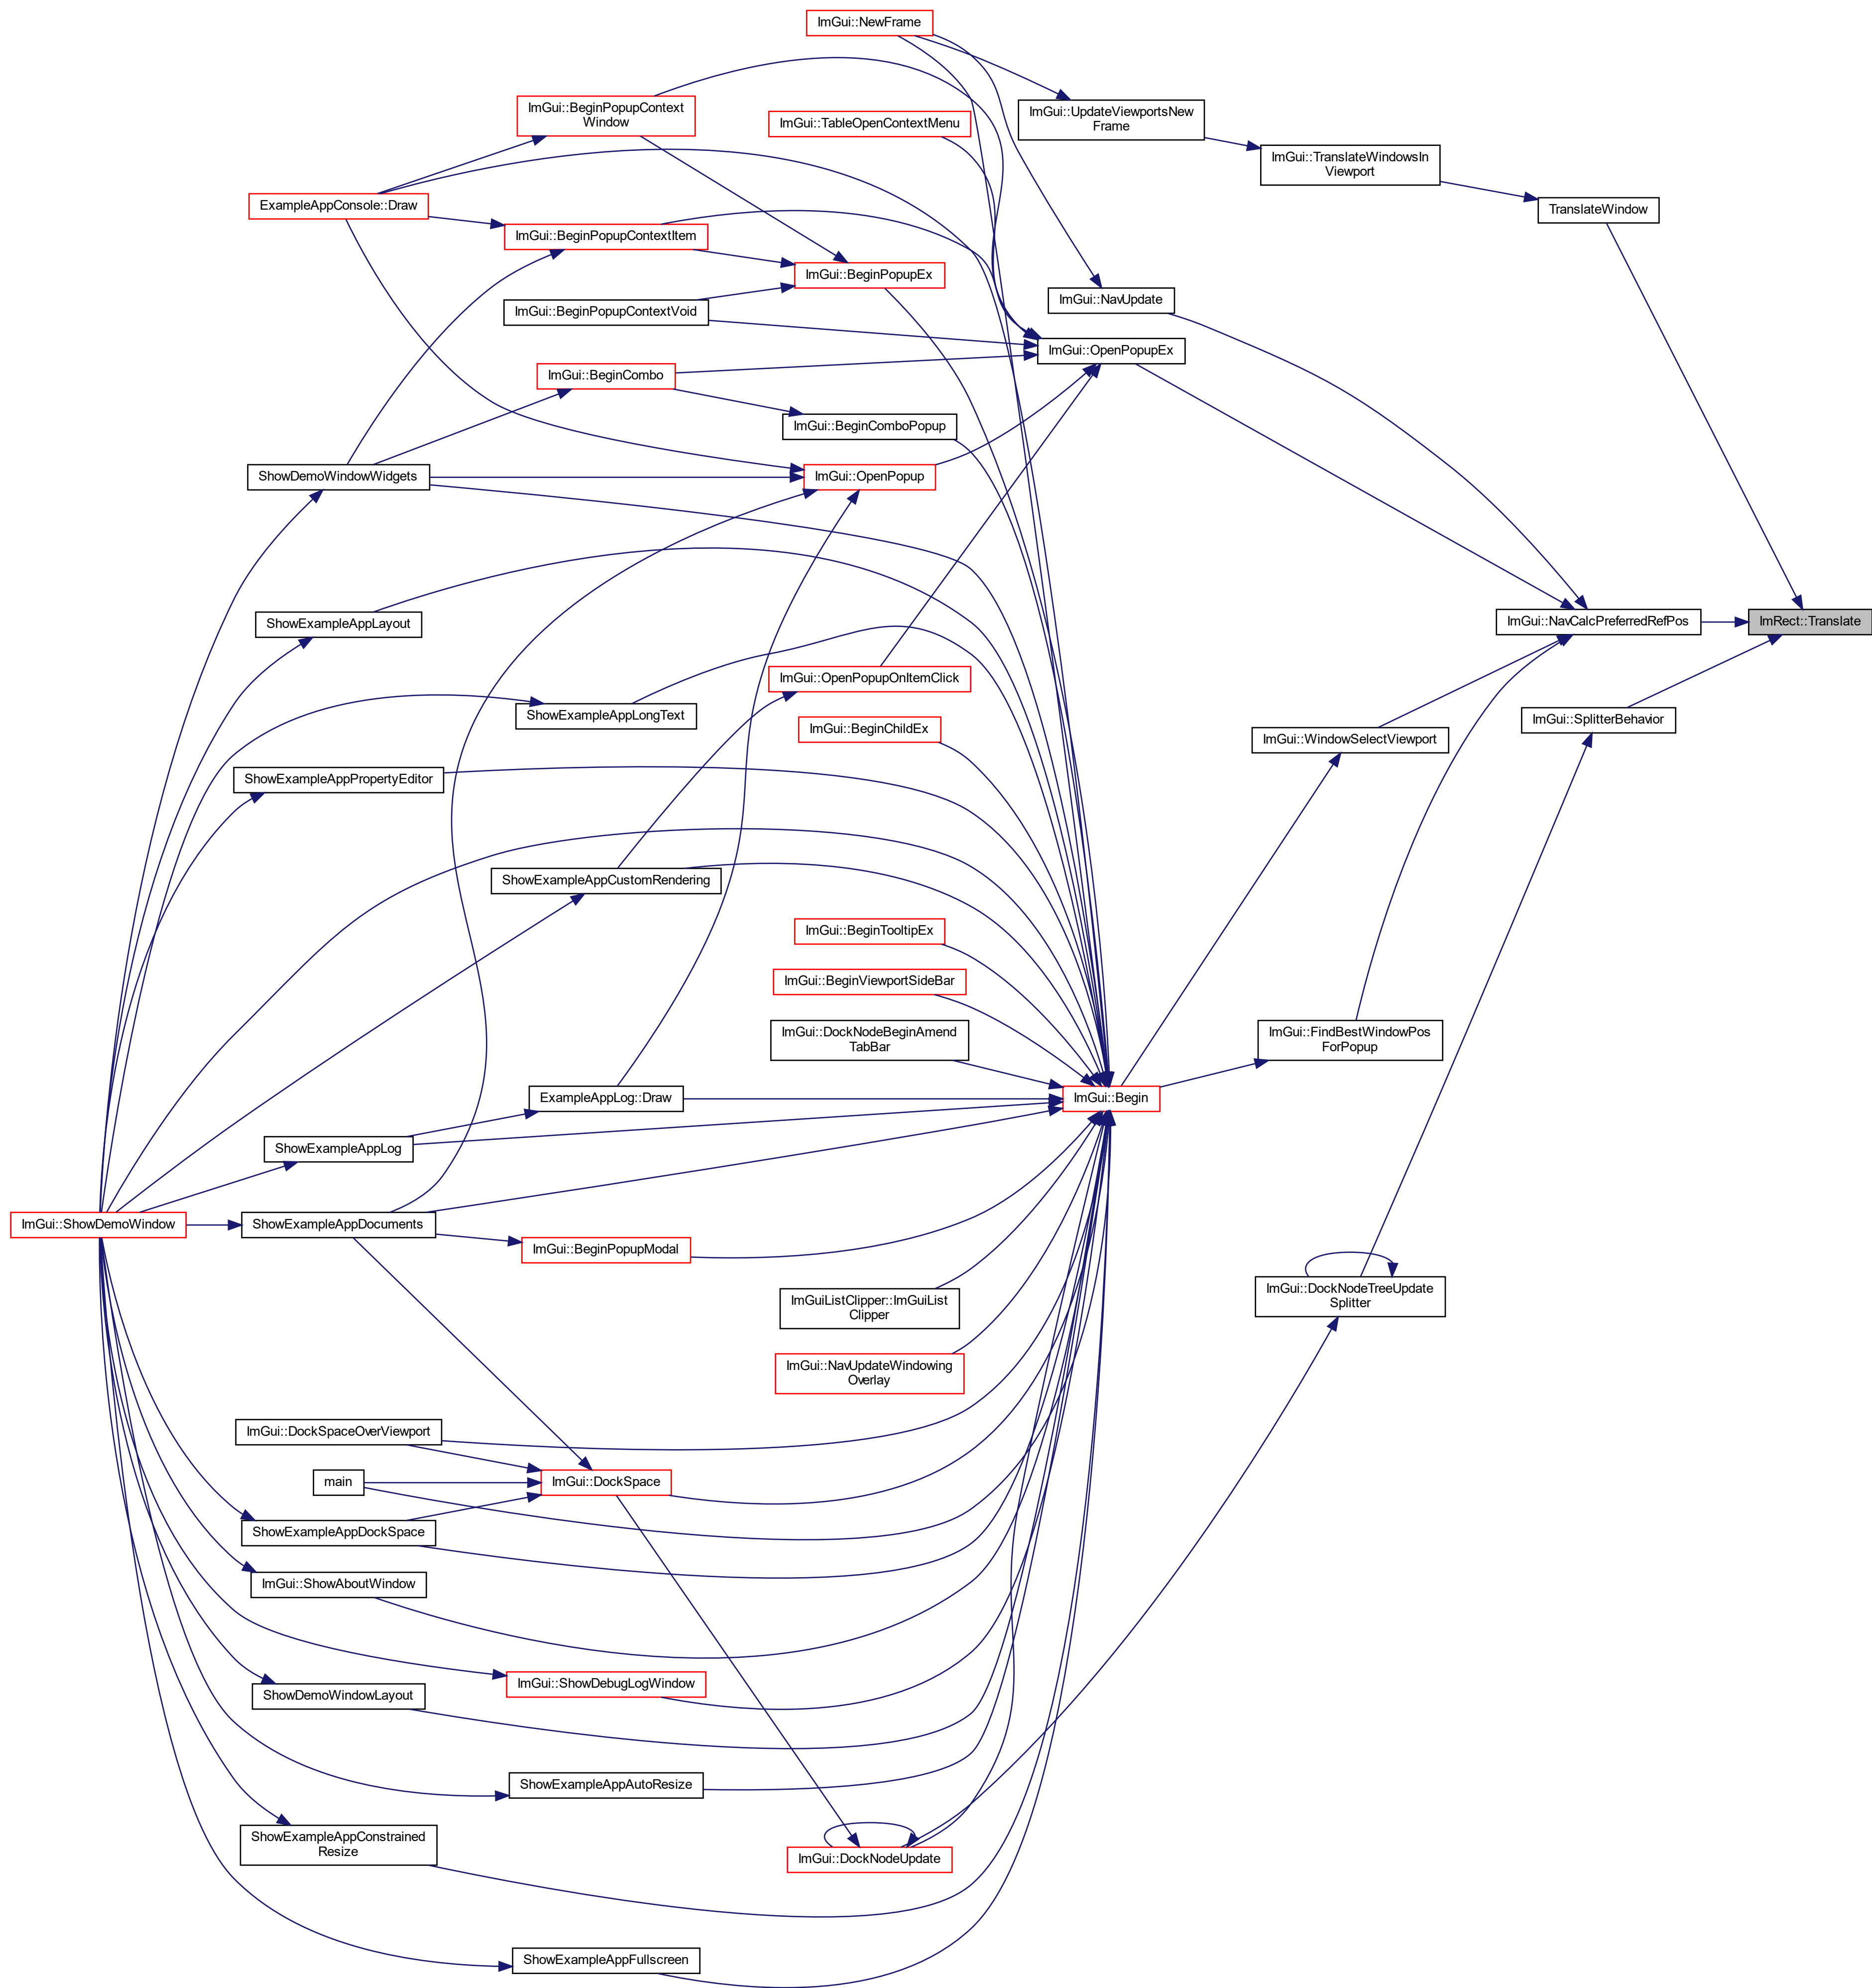 ImGui::NewFrame
ImGui::BeginPopupContext
Window
ImGui::UpdateViewportsNew
Frame
ImGui::TableOpenContextMenu
ImGui::TranslateWindowsIn
Viewport
ExampleAppConsole::Draw
TranslateWindow
ImGui::BeginPopupContextItem
ImGui::BeginPopupEx
ImGui::NavUpdate
ImGui::BeginPopupContextVoid
ImGui::OpenPopupEx
ImGui::BeginCombo
ImGui::BeginComboPopup
ShowDemoWindowWidgets
ImGui::OpenPopup
ShowExampleAppLayout
ImGui::NavCalcPreferredRefPos
ImRect::Translate
ImGui::OpenPopupOnItemClick
ShowExampleAppLongText
ImGui::SplitterBehavior
ImGui::BeginChildEx
ImGui::WindowSelectViewport
ShowExampleAppPropertyEditor
ShowExampleAppCustomRendering
ImGui::BeginTooltipEx
ImGui::BeginViewportSideBar
ImGui::DockNodeBeginAmend
TabBar
ImGui::FindBestWindowPos
ForPopup
ExampleAppLog::Draw
ImGui::Begin
ShowExampleAppLog
ImGui::ShowDemoWindow
ShowExampleAppDocuments
ImGui::BeginPopupModal
ImGui::DockNodeTreeUpdate
Splitter
ImGuiListClipper::ImGuiList
Clipper
ImGui::NavUpdateWindowing
Overlay
ImGui::DockSpaceOverViewport
main
ImGui::DockSpace
ShowExampleAppDockSpace
ImGui::ShowAboutWindow
ImGui::ShowDebugLogWindow
ShowDemoWindowLayout
ShowExampleAppAutoResize
ShowExampleAppConstrained
Resize
ImGui::DockNodeUpdate
ShowExampleAppFullscreen